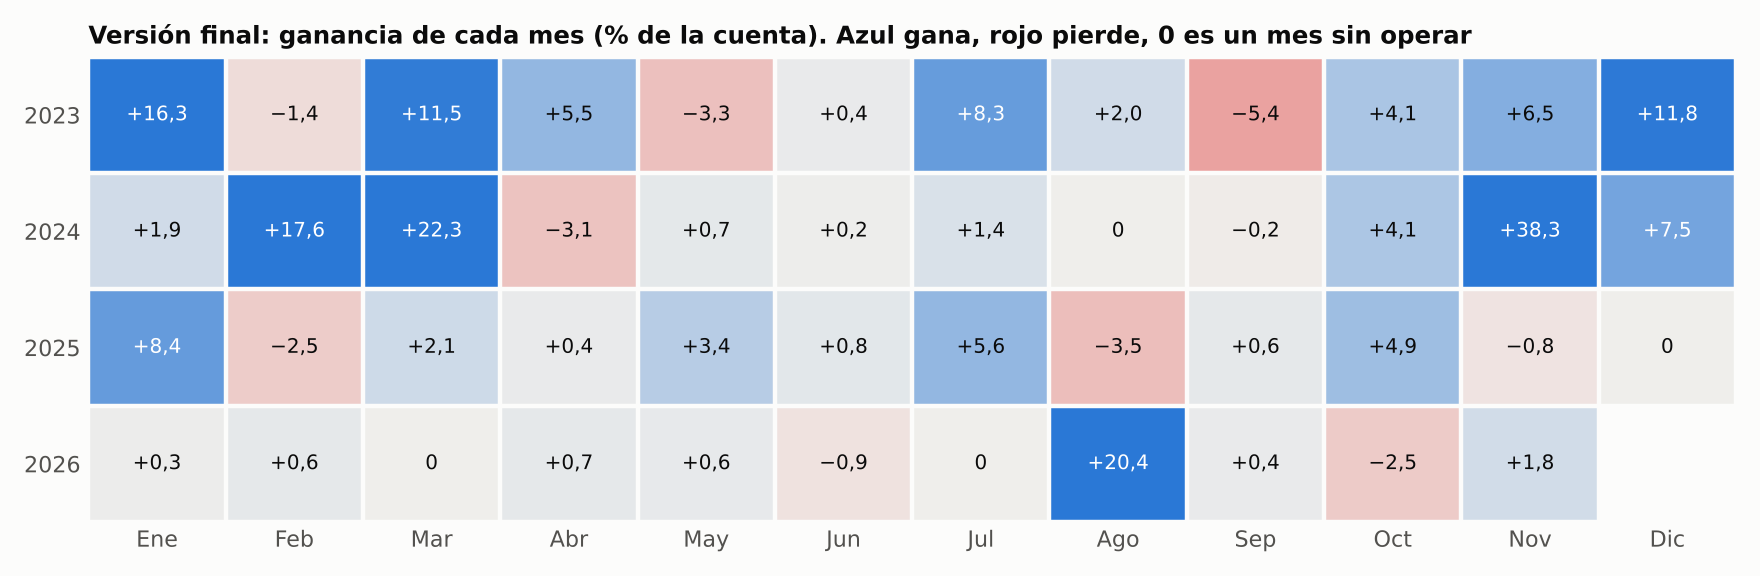 Versión final: ganancia de cada mes (% de la cuenta). Azul gana, rojo pierde, 0 es un mes sin operar
2023 +16,3 −1,4 +11,5 +5,5 −3,3 +0,4 +8,3 +2,0 −5,4 +4,1 +6,5 +11,8
2024 +1,9 +17,6 +22,3 −3,1 +0,7 +0,2 +1,4 0 −0,2 +4,1 +38,3 +7,5
2025 +8,4 −2,5 +2,1 +0,4 +3,4 +0,8 +5,6 −3,5 +0,6 +4,9 −0,8 0
2026 +0,3 +0,6 0 +0,7 +0,6 −0,9 0 +20,4 +0,4 −2,5 +1,8
Ene Feb Mar Abr May Jun Jul Ago Sep Oct Nov Dic